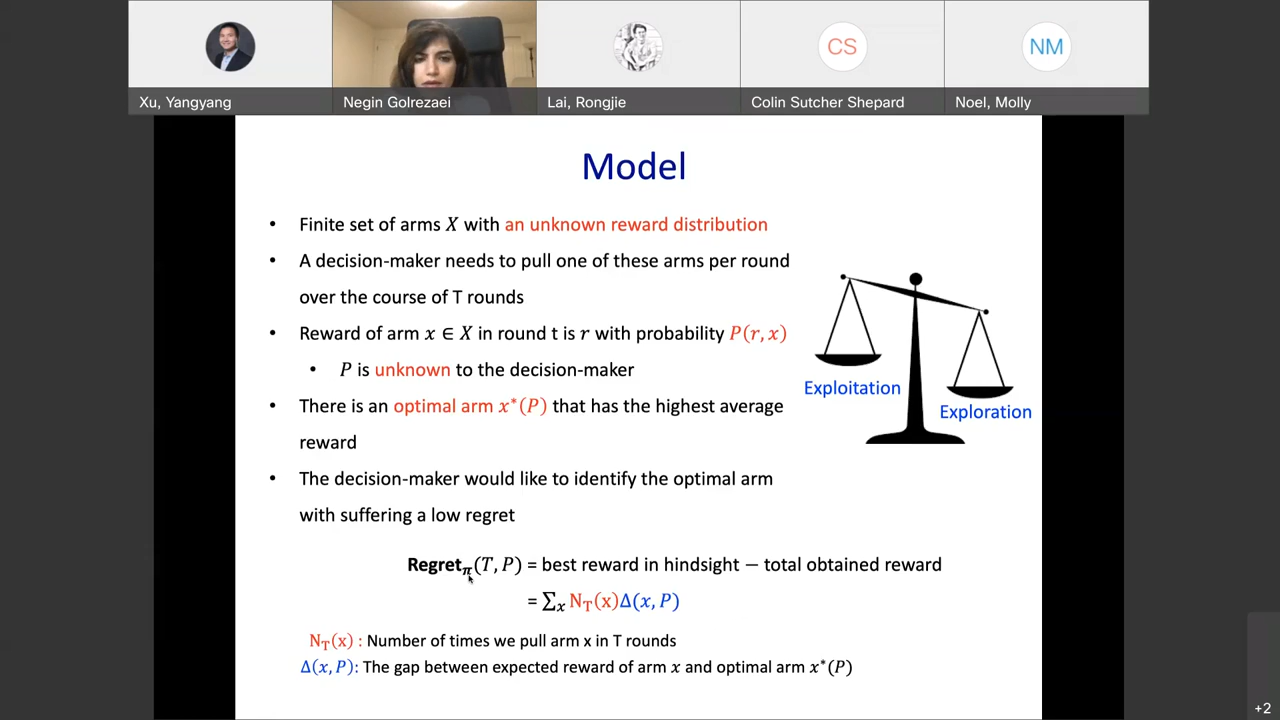 Xu, Yangyang
Negin Golrezaei
Lai, Rongjie
CS
Colin Sutcher Shepard
NM
Noel, Molly
Model
• Finite set of arms X with an unknown reward distribution
• A decision-maker needs to pull one of these arms per round
over the course of T rounds
• Reward of arm x ∈ X in round t is r with probability P(r, x)
• P is unknown to the decision-maker
• There is an optimal arm x*(P) that has the highest average
reward
• The decision-maker would like to identify the optimal arm
with suffering a low regret
Exploitation
Exploration
Regret_π(T, P) = best reward in hindsight − total obtained reward
= ∑ₓ N_T(x)Δ(x, P)
N_T(x) : Number of times we pull arm x in T rounds
Δ(x, P): The gap between expected reward of arm x and optimal arm x*(P)
+2